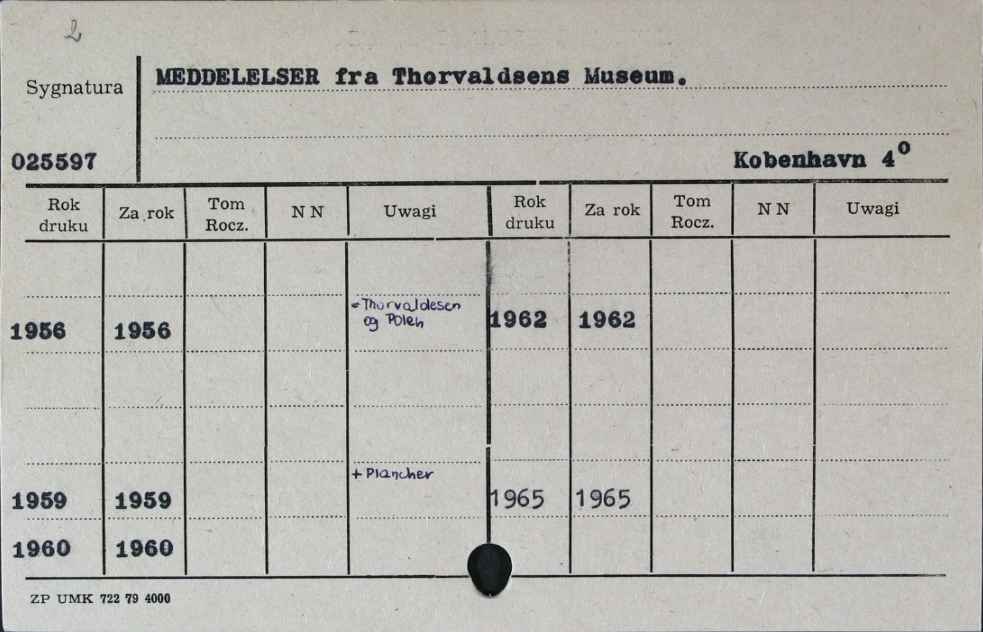 2
MEDDELELSER fra Thorvaldsens Museum.
Sygnatura
025597
Kobenhavn 4º
Rok druku Za rok Tom Rocz. N N Uwagi Rok druku Za rok Tom Rocz. N N Uwagi
= Thorvaldesen
og Polen
1956 1956 1962 1962
+ Plancher
1959 1959 1965 1965
1960 1960
ZP UMK 722 79 4000